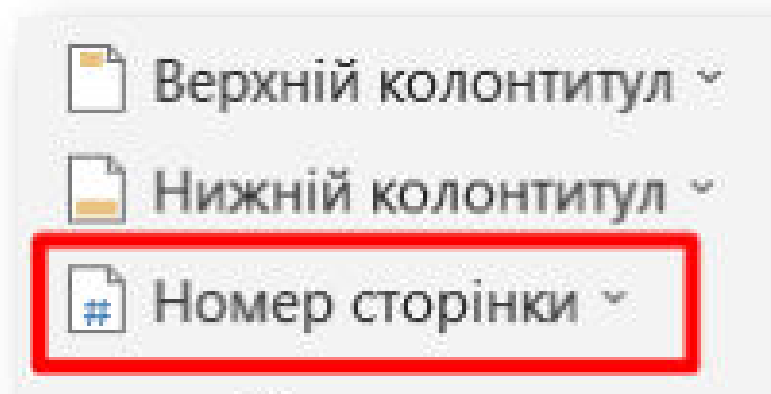 Верхній колонтитул
Нижній колонтитул
# Номер сторінки